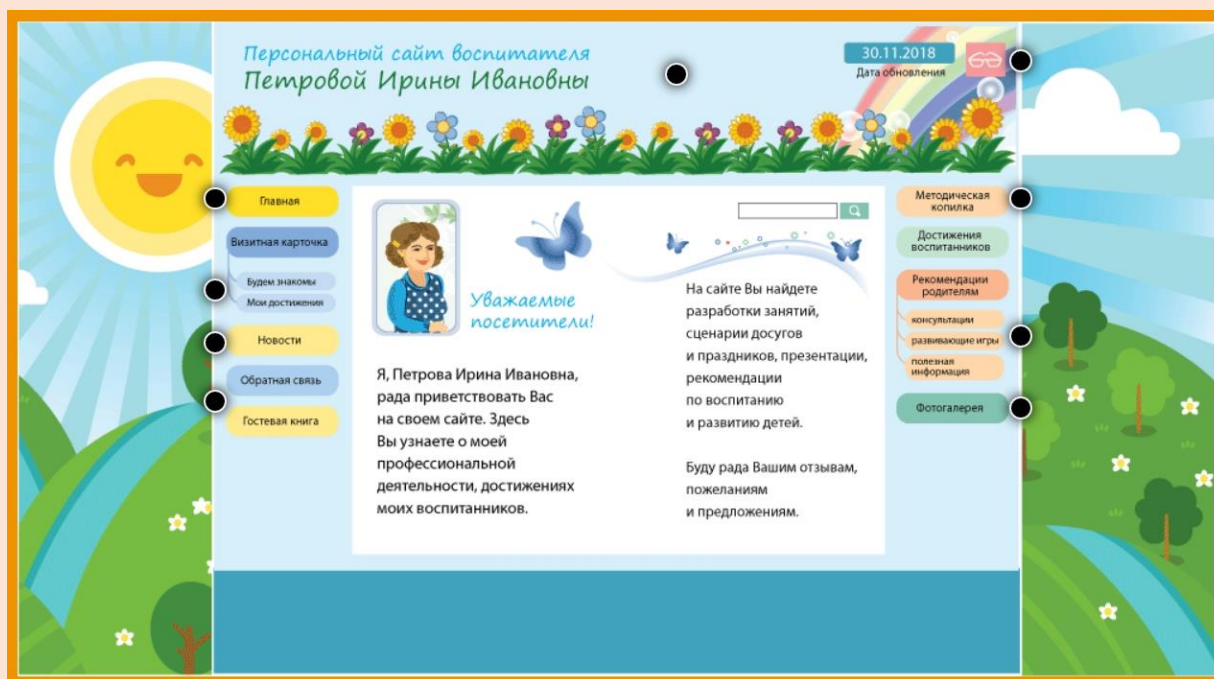 Персональный сайт воспитателя
Петровой Ирины Ивановны
30.11.2018
Дата обновления
Главная
Визитная карточка
Будем знакомы
Мои достижения
Новости
Обратная связь
Гостевая книга
Уважаемые
посетители!
Я, Петрова Ирина Ивановна,
рада приветствовать Вас
на своем сайте. Здесь
Вы узнаете о моей
профессиональной
деятельности, достижениях
моих воспитанников.
На сайте Вы найдете
разработки занятий,
сценарии досугов
и праздников, презентации,
рекомендации
по воспитанию
и развитию детей.
Буду рада Вашим отзывам,
пожеланиям
и предложениям.
Методическая
копилка
Достижения
воспитанников
Рекомендации
родителям
консультации
развивающие игры
полезная
информация
Фотогалерея